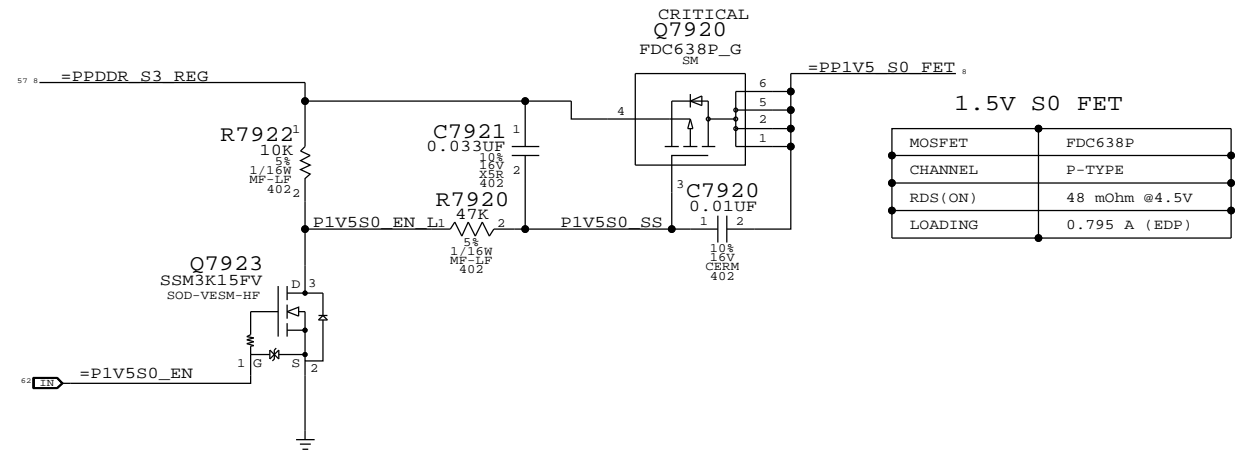 CRITICAL
Q7920
FDC638P_G
SM
57 8 =PPDDR_S3_REG
=PP1V5_S0_FET 8
6
5
4
2
1
3
R7922
10K
5%
1/16W
MF-LF
402
1
2
C7921
0.033UF
10%
16V
X5R
402
1
2
R7920
47K
P1V5S0_EN_L 1 2
5%
1/16W
MF-LF
402
P1V5S0_SS
C7920
0.01UF
1 2
10%
16V
CERM
402
Q7923
SSM3K15FV
SOD-VESM-HF
D 3
1 G S 2
62 IN =P1V5S0_EN
1.5V S0 FET
MOSFET FDC638P
CHANNEL P-TYPE
RDS(ON) 48 mOhm @4.5V
LOADING 0.795 A (EDP)